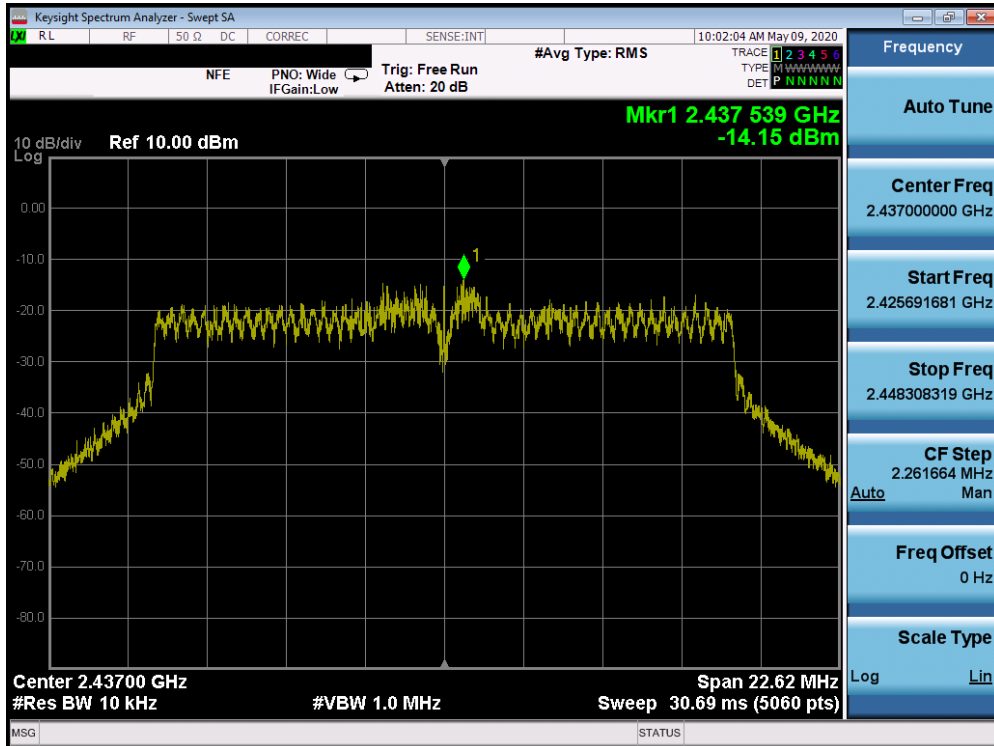 Keysight Spectrum Analyzer - Swept SA
LXI RL RF 50 Ω DC CORREC SENSE:INT 10:02:04 AM May 09, 2020
NFE PNO: Wide Trig: Free Run #Avg Type: RMS TRACE 1 2 3 4 5 6
IFGain:Low Atten: 20 dB TYPE M WWWWW
DET P N N N N N
Mkr1 2.437 539 GHz
-14.15 dBm
10 dB/div Ref 10.00 dBm
Log
0.00
-10.0
-20.0
-30.0
-40.0
-50.0
-60.0
-70.0
-80.0
1
Center 2.43700 GHz Span 22.62 MHz
#Res BW 10 kHz #VBW 1.0 MHz Sweep 30.69 ms (5060 pts)
MSG STATUS
Frequency
Auto Tune
Center Freq
2.437000000 GHz
Start Freq
2.425691681 GHz
Stop Freq
2.448308319 GHz
CF Step
2.261664 MHz
Auto Man
Freq Offset
0 Hz
Scale Type
Log Lin